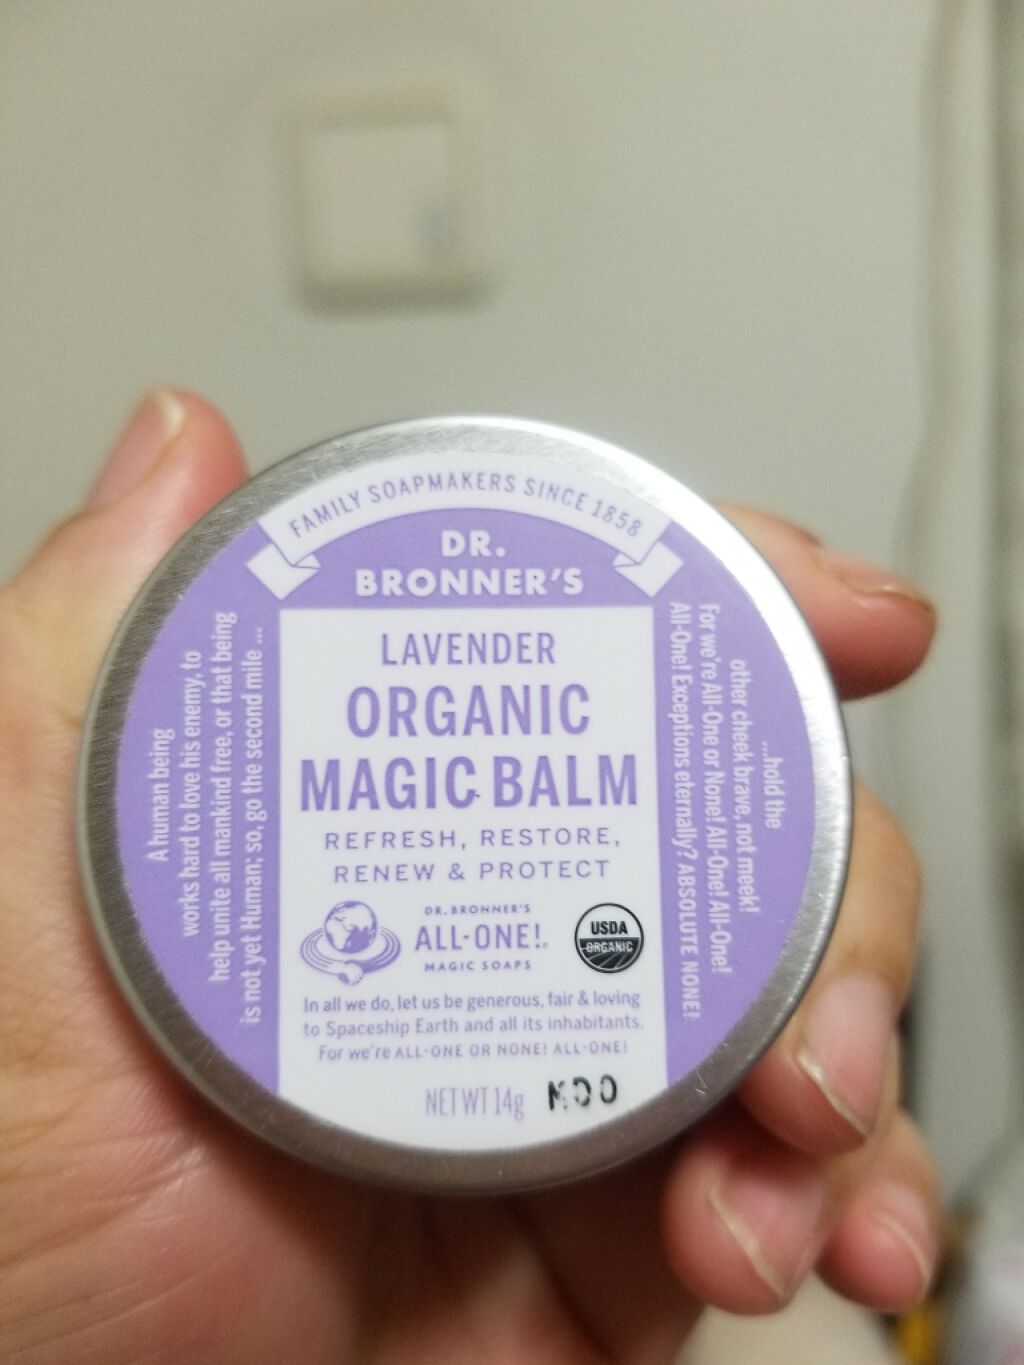 FAMILY SOAPMAKERS SINCE 1858
DR.
BRONNER'S
LAVENDER
ORGANIC
MAGIC BALM
REFRESH, RESTORE,
RENEW & PROTECT
DR. BRONNER'S
ALL-ONE!
MAGIC SOAPS
USDA
ORGANIC
In all we do, let us be generous, fair & loving
to Spaceship Earth and all its inhabitants.
For we're ALL-ONE OR NONE! ALL-ONE!
NET WT 14g
KOO
A human being
works hard to love his enemy, to
help unite all mankind free, or that being
is not yet Human; so, go the second mile ...
...hold the
other cheek brave, not meek!
For we're All-One or None! All-One! All-One!
All-One! Exceptions eternally? ABSOLUTE NONE!